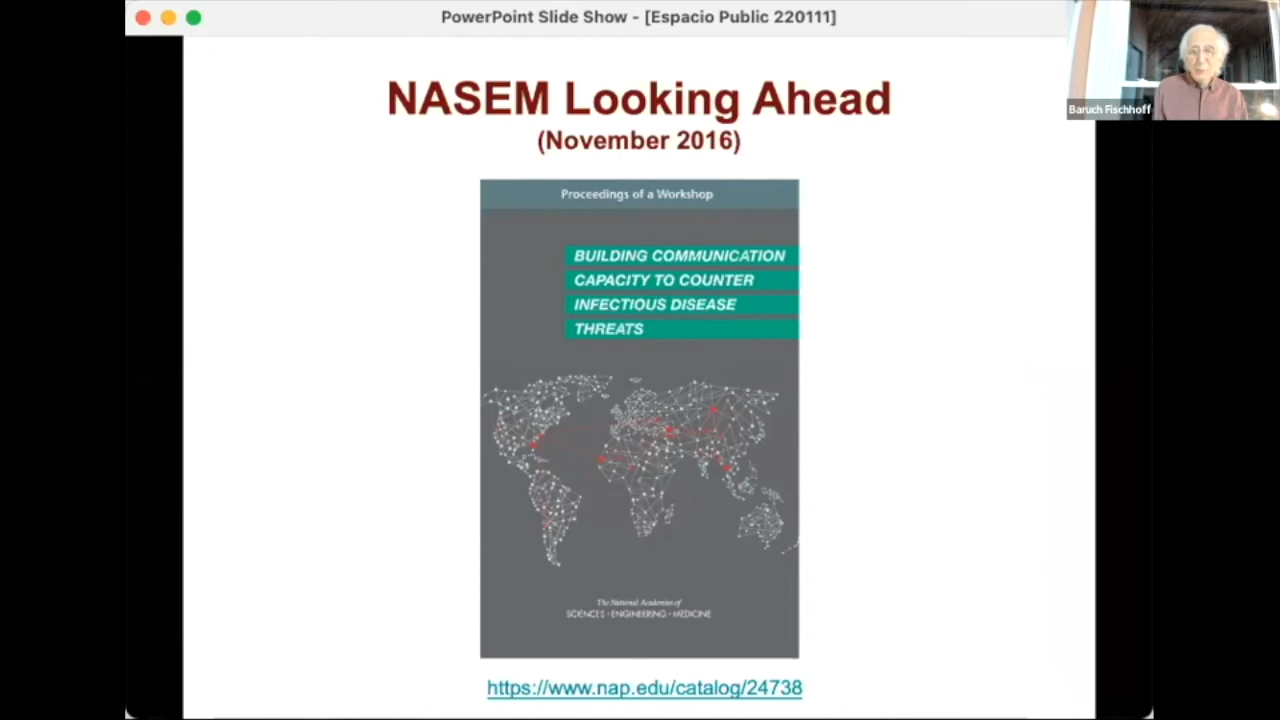 PowerPoint Slide Show - [Espacio Public 220111]
NASEM Looking Ahead
(November 2016)
Baruch Fischhoff
Proceedings of a Workshop
BUILDING COMMUNICATION
CAPACITY TO COUNTER
INFECTIOUS DISEASE
THREATS
The National Academies of
SCIENCES · ENGINEERING · MEDICINE
https://www.nap.edu/catalog/24738